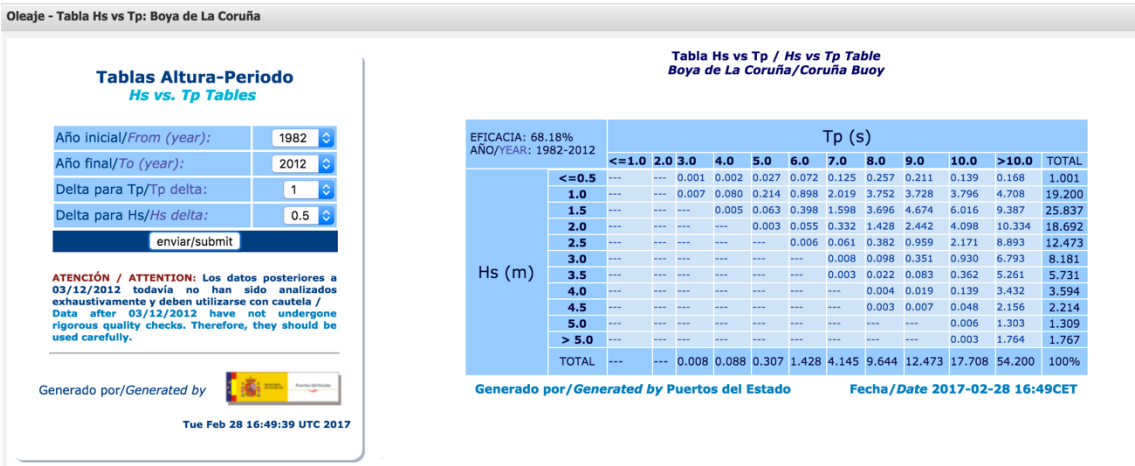 Oleaje - Tabla Hs vs Tp: Boya de La Coruña
Tablas Altura-Periodo
Hs vs. Tp Tables
Año inicial/From (year): 1982
Año final/To (year): 2012
Delta para Tp/Tp delta: 1
Delta para Hs/Hs delta: 0.5
enviar/submit
ATENCIÓN / ATTENTION: Los datos posteriores a
03/12/2012 todavía no han sido analizados
exhaustivamente y deben utilizarse con cautela /
Data after 03/12/2012 have not undergone
rigorous quality checks. Therefore, they should be
used carefully.
Generado por/Generated by
Tue Feb 28 16:49:39 UTC 2017
Tabla Hs vs Tp / Hs vs Tp Table
Boya de La Coruña/Coruña Buoy
EFICACIA: 68.18%
AÑO/YEAR: 1982-2012
Tp (s)
<=1.0 2.0 3.0 4.0 5.0 6.0 7.0 8.0 9.0 10.0 >10.0 TOTAL
Hs (m)
<=0.5 --- --- 0.001 0.002 0.027 0.072 0.125 0.257 0.211 0.139 0.168 1.001
1.0 --- --- 0.007 0.080 0.214 0.898 2.019 3.752 3.728 3.796 4.708 19.200
1.5 --- --- --- 0.005 0.063 0.398 1.598 3.696 4.674 6.016 9.387 25.837
2.0 --- --- --- --- 0.003 0.055 0.332 1.428 2.442 4.098 10.334 18.692
2.5 --- --- --- --- --- 0.006 0.061 0.382 0.959 2.171 8.893 12.473
3.0 --- --- --- --- --- --- 0.008 0.098 0.351 0.930 6.793 8.181
3.5 --- --- --- --- --- --- 0.003 0.022 0.083 0.362 5.261 5.731
4.0 --- --- --- --- --- --- --- 0.004 0.019 0.139 3.432 3.594
4.5 --- --- --- --- --- --- --- 0.003 0.007 0.048 2.156 2.214
5.0 --- --- --- --- --- --- --- --- --- 0.006 1.303 1.309
> 5.0 --- --- --- --- --- --- --- --- --- 0.003 1.764 1.767
TOTAL --- --- 0.008 0.088 0.307 1.428 4.145 9.644 12.473 17.708 54.200 100%
Generado por/Generated by Puertos del Estado
Fecha/Date 2017-02-28 16:49CET